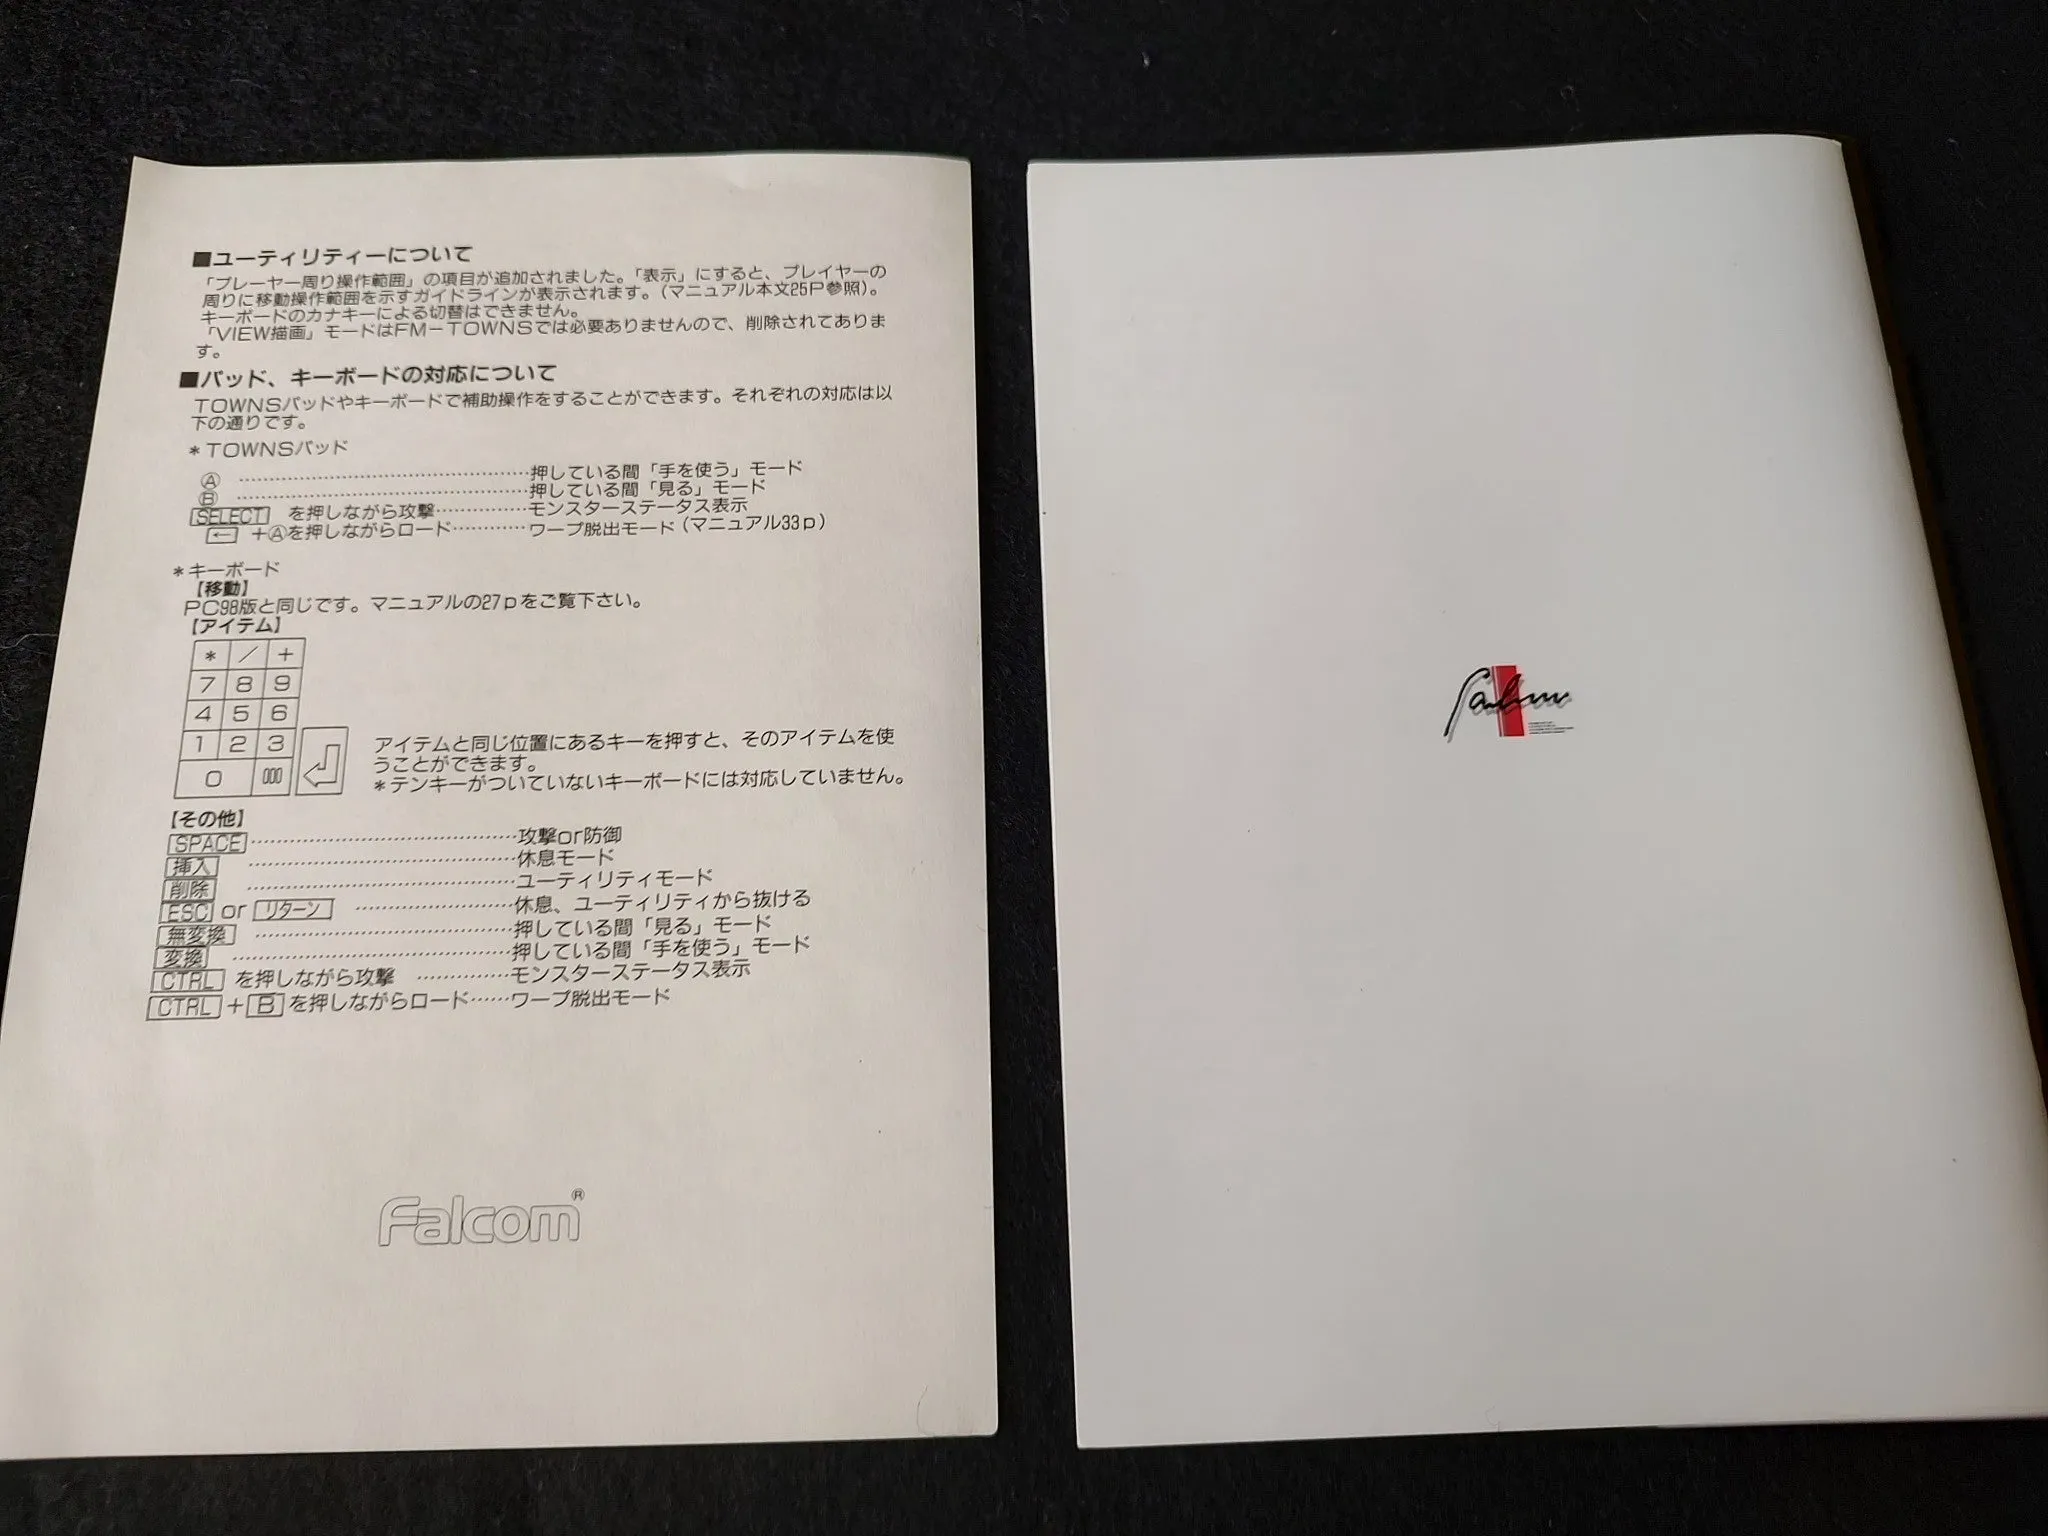 ■ユーティリティーについて
「プレーヤー周り操作範囲」の項目が追加されました。「表示」にすると、プレイヤーの
周りに移動操作範囲を示すガイドラインが表示されます。(マニュアル本文25P参照)。
キーボードのカナキーによる切替はできません。
「VIEW描画」モードはFM-TOWNSでは必要ありませんので、削除されてありま
す。
■パッド、キーボードの対応について
TOWNSパッドやキーボードで補助操作をすることができます。それぞれの対応は以
下の通りです。
*TOWNSパッド
Ⓐ ……………………………………押している間「手を使う」モード
Ⓑ ……………………………………押している間「見る」モード
SELECT を押しながら攻撃…………モンスターステータス表示
← +Ⓐを押しながらロード…………ワープ脱出モード(マニュアル33p)
*キーボード
【移動】
PC98版と同じです。マニュアルの27pをご覧下さい。
【アイテム】
* / +
7 8 9
4 5 6
1 2 3
0 000
アイテムと同じ位置にあるキーを押すと、そのアイテムを使
うことができます。
*テンキーがついていないキーボードには対応していません。
【その他】
SPACE ……………………………………攻撃or防御
挿入 ……………………………………休息モード
削除 ……………………………………ユーティリティモード
ESC or リターン ……………………休息、ユーティリティから抜ける
無変換 …………………………………押している間「見る」モード
変換 ……………………………………押している間「手を使う」モード
CTRL を押しながら攻撃 ……………モンスターステータス表示
CTRL + B を押しながらロード……ワープ脱出モード
Falcom®
Falcom